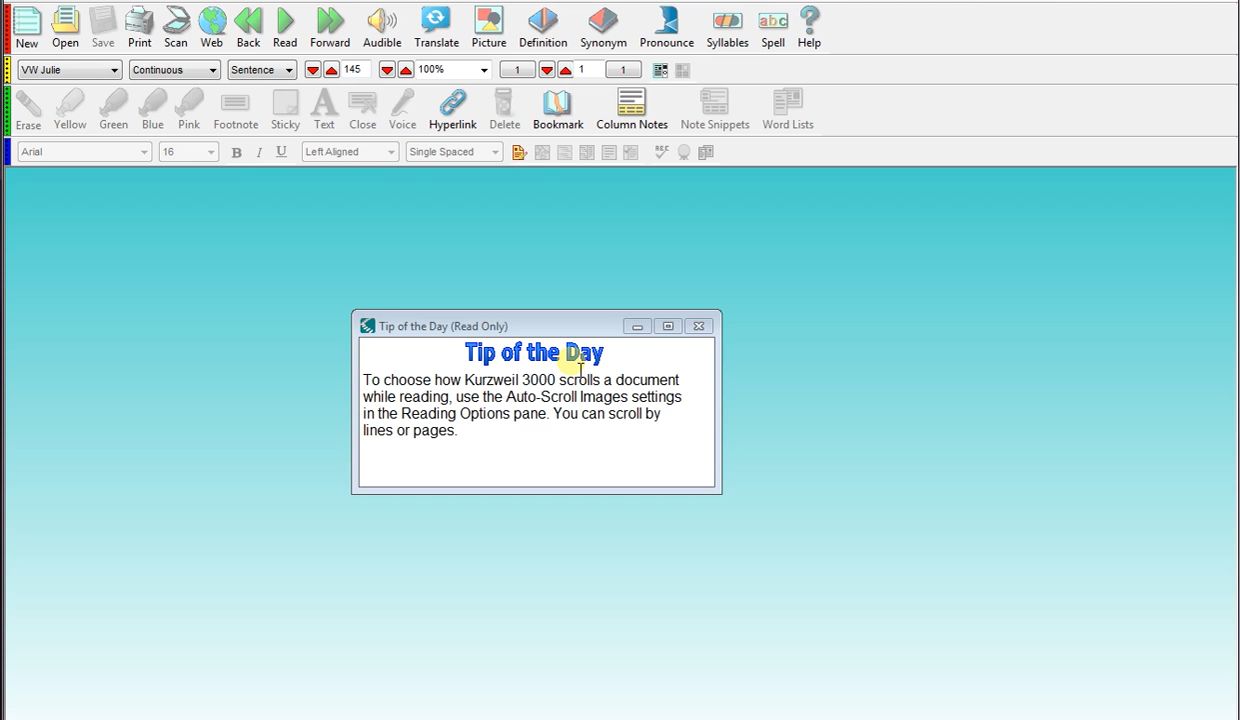 New Open Save Print Scan Web Back Read Forward Audible Translate Picture Definition Synonym Pronounce Syllables Spell Help
VW Julie Continuous Sentence 145 100% 1 1 1
Erase Yellow Green Blue Pink Footnote Sticky Text Close Voice Hyperlink Delete Bookmark Column Notes Note Snippets Word Lists
Arial 16 B I U Left Aligned Single Spaced
Tip of the Day (Read Only)
Tip of the Day
To choose how Kurzweil 3000 scrolls a document
while reading, use the Auto-Scroll Images settings
in the Reading Options pane. You can scroll by
lines or pages.